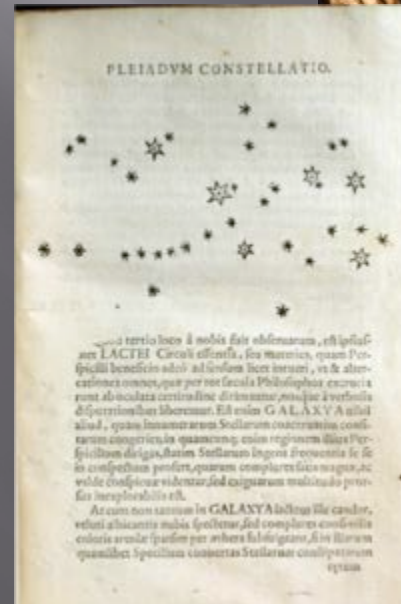 PLEIADVM CONSTELLATIO.
tertio loco à nobis fuit obseruatum, est ipsius-
met LACTEI Circuli essentia, seu materies, quam Per-
spicilli beneficio adeò ad sensum licet intueri, vt & alter-
cationes omnes, quæ per tot sæcula Philosophos excrucia
runt ab oculata certitudine dirimantur, nosque à verbosis
disputationibus liberemur. Est enim GALAXYA nihil
aliud, quam innumerarum Stellarum coaceruatim consi-
tarum congeries, in quamcunq; enim regionem illius Per-
spicillum dirigas, statim Stellarum ingens frequentia se se
in conspectum profert, quarum complures satis magnæ, ac
valde conspicuæ videntur, sed exiguarum multitudo pror-
sus inexplorabilis est.
At cum non tantum in GALAXYA lacteus ille candor,
veluti albicantis nubis spectetur, sed complures consimilis
coloris areolæ sparsim per æthera subfulgeant, si in illarum
quamlibet Specillum conuertas Stellarum constipatarum